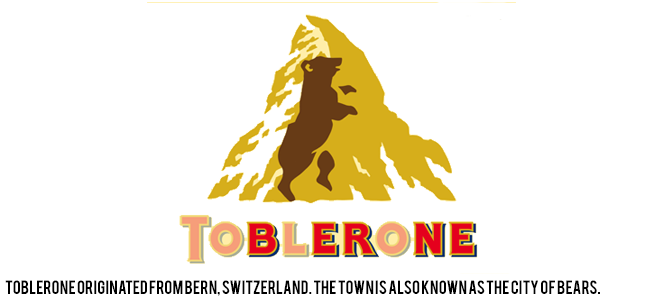 TOBLERONE
TOBLERONE ORIGINATED FROM BERN, SWITZERLAND. THE TOWN IS ALSO KNOWN AS THE CITY OF BEARS.